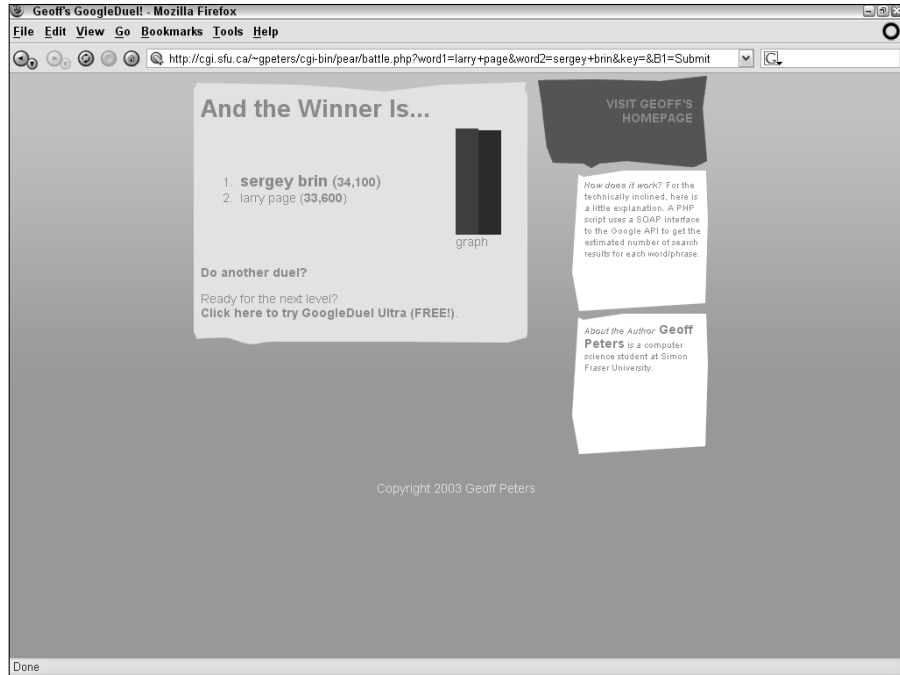 Geoff's GoogleDuel! - Mozilla Firefox
File Edit View Go Bookmarks Tools Help
http://cgi.sfu.ca/~gpeters/cgi-bin/pear/battle.php?word1=larry+page&word2=sergey+brin&key=&B1=Submit
G
And the Winner Is...
1. sergey brin (34,100)
2. larry page (33,600)
graph
Do another duel?
Ready for the next level?
Click here to try GoogleDuel Ultra (FREE!).
VISIT GEOFF'S
HOMEPAGE
How does it work? For the
technically inclined, here is
a little explanation. A PHP
script uses a SOAP interface
to the Google API to get the
estimated number of search
results for each word/phrase.
About the Author Geoff
Peters is a computer
science student at Simon
Fraser University.
Copyright 2003 Geoff Peters
Done